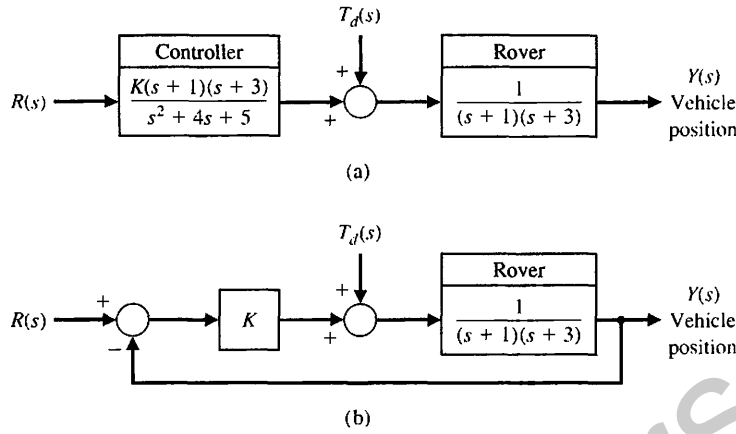 T_d(s)
Controller
Rover
K(s + 1)(s + 3)
s² + 4s + 5
R(s)
+
+
1
(s + 1)(s + 3)
Y(s)
Vehicle
position
(a)
T_d(s)
Rover
R(s)
+
−
K
+
+
1
(s + 1)(s + 3)
Y(s)
Vehicle
position
(b)